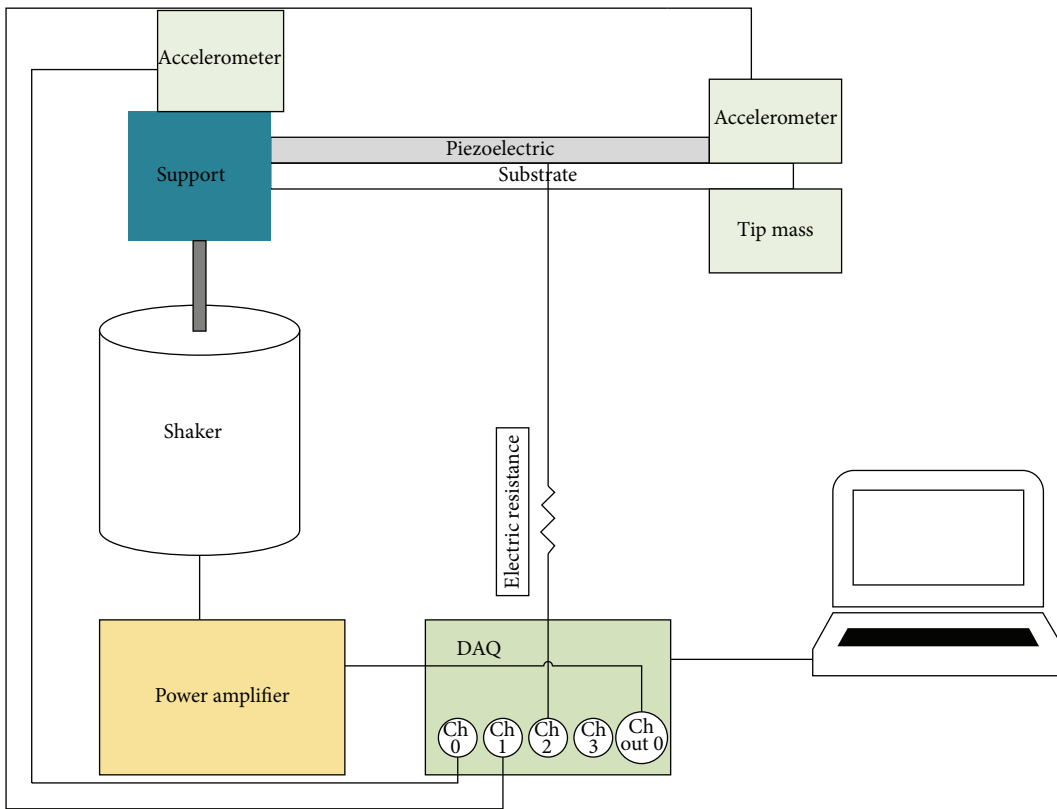 Accelerometer
Accelerometer
Piezoelectric
Support
Substrate
Tip mass
Shaker
Electric resistance
DAQ
Power amplifier
Ch
0
Ch
1
Ch
2
Ch
3
Ch
out 0